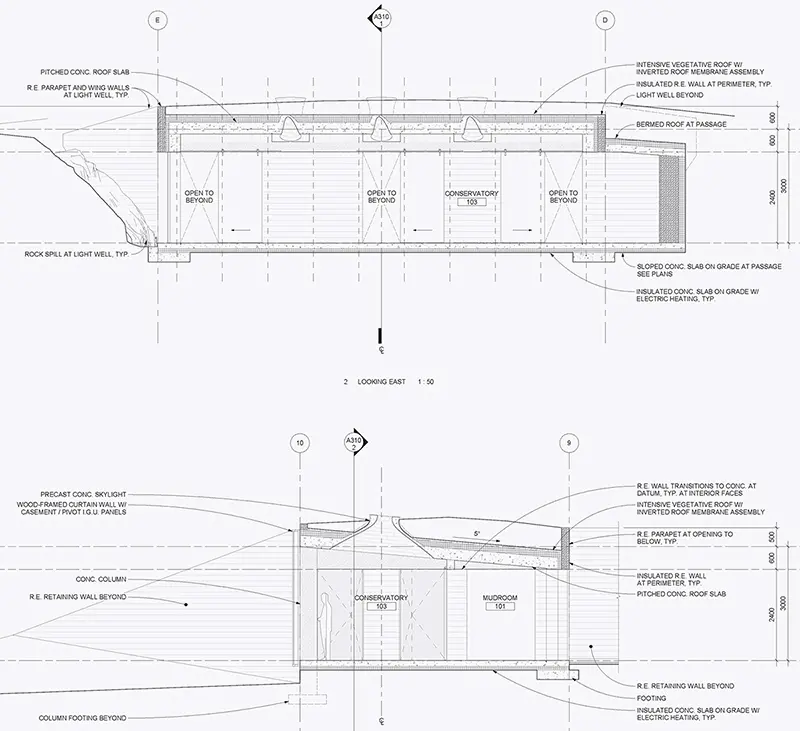 E
A310
1
D
PITCHED CONC. ROOF SLAB
R.E. PARAPET AND WING WALLS
AT LIGHT WELL, TYP.
INTENSIVE VEGETATIVE ROOF W/
INVERTED ROOF MEMBRANE ASSEMBLY
INSULATED R.E. WALL AT PERIMETER, TYP.
LIGHT WELL BEYOND
BERMED ROOF AT PASSAGE
600
600
2400
3000
OPEN TO
BEYOND
OPEN TO
BEYOND
CONSERVATORY
103
OPEN TO
BEYOND
ROCK SPILL AT LIGHT WELL, TYP.
SLOPED CONC. SLAB ON GRADE AT PASSAGE
SEE PLANS
INSULATED CONC. SLAB ON GRADE W/
ELECTRIC HEATING, TYP.
℄
2 LOOKING EAST 1 : 50
10
A310
2
9
PRECAST CONC. SKYLIGHT
WOOD-FRAMED CURTAIN WALL W/
CASEMENT / PIVOT I.G.U. PANELS
CONC. COLUMN
R.E. RETAINING WALL BEYOND
5°
R.E. WALL TRANSITIONS TO CONC. AT
DATUM, TYP. AT INTERIOR FACES
INTENSIVE VEGETATIVE ROOF W/
INVERTED ROOF MEMBRANE ASSEMBLY
R.E. PARAPET AT OPENING TO
BELOW, TYP.
INSULATED R.E. WALL
AT PERIMETER, TYP.
PITCHED CONC. ROOF SLAB
500
600
2400
3000
CONSERVATORY
103
MUDROOM
101
R.E. RETAINING WALL BEYOND
FOOTING
INSULATED CONC. SLAB ON GRADE W/
ELECTRIC HEATING, TYP.
COLUMN FOOTING BEYOND
℄